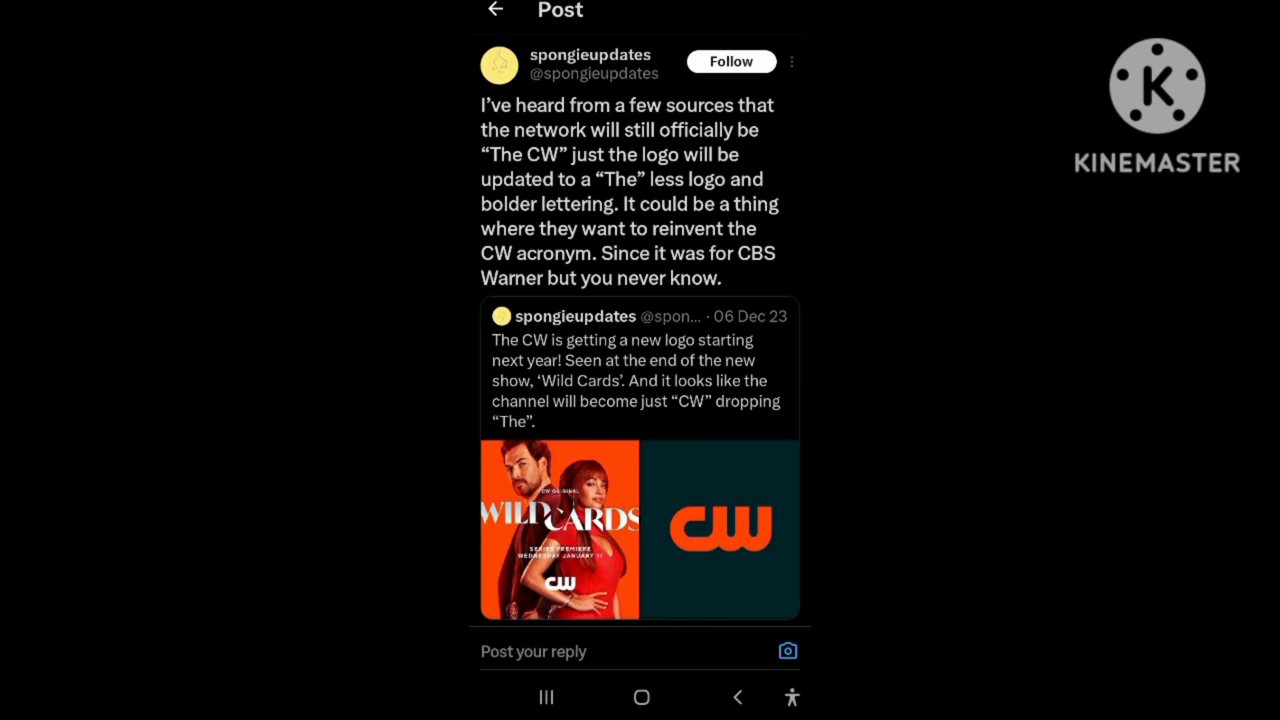 Post
spongieupdates
@spongieupdates
Follow
I’ve heard from a few sources that
the network will still officially be
“The CW” just the logo will be
updated to a “The” less logo and
bolder lettering. It could be a thing
where they want to reinvent the
CW acronym. Since it was for CBS
Warner but you never know.
spongieupdates @spon... · 06 Dec 23
The CW is getting a new logo starting
next year! Seen at the end of the new
show, ‘Wild Cards’. And it looks like the
channel will become just “CW” dropping
“The”.
CW ORIGINAL
WILD CARDS
SERIES PREMIERE
WEDNESDAY JANUARY 17
CW
CW
Post your reply
K
KINEMASTER